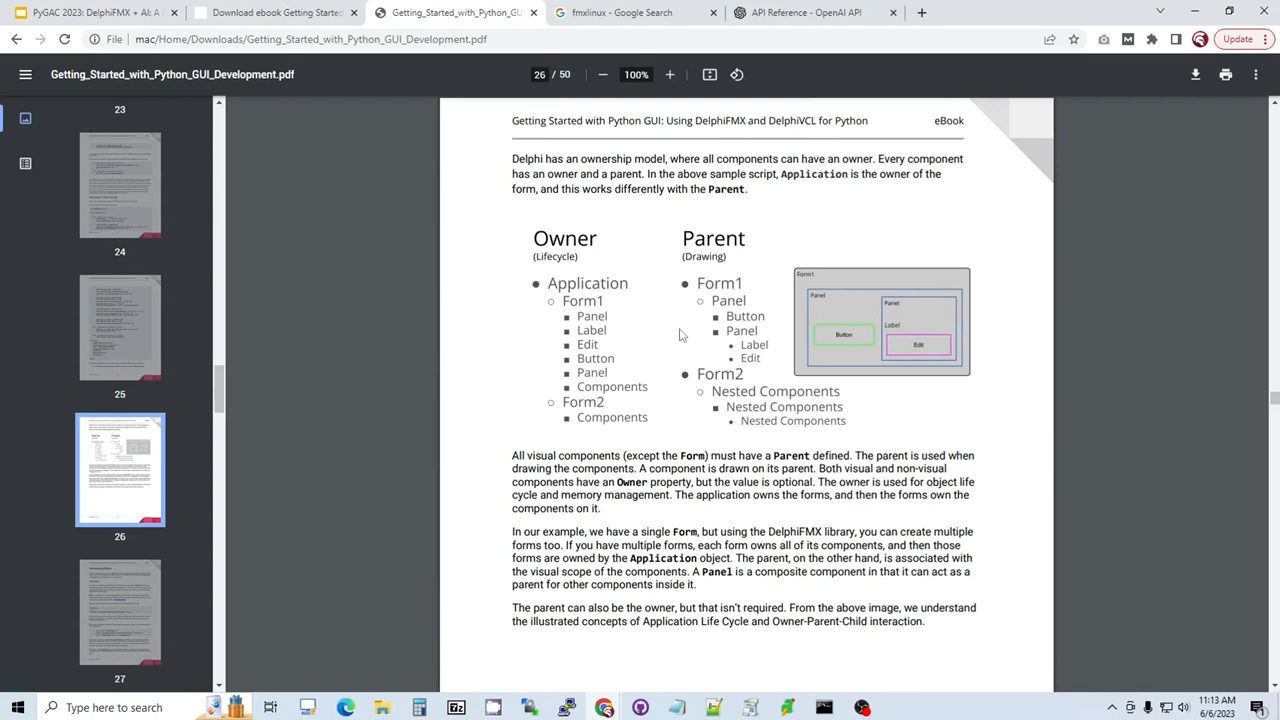 PyGAC 2023: DelphiFMX + AI: A H
Download ebook Getting Started
Getting_Started_with_Python_GU
fmxlinux - Google Search
API Reference - OpenAI API
File
mac/Home/Downloads/Getting_Started_with_Python_GUI_Development.pdf
Update
Getting_Started_with_Python_GUI_Development.pdf
26 / 50
100%
23
24
25
26
27
Getting Started with Python GUI: Using DelphiFMX and DelphiVCL for Python eBook
Delphi has an ownership model, where all components can have one owner. Every component
has an owner and a parent. In the above sample script, Application is the owner of the
form, and this works differently with the Parent.
Owner
(Lifecycle)
Application
Form1
Panel
Label
Edit
Button
Panel
Components
Form2
Components
Parent
(Drawing)
Form1
Panel
Button
Panel
Label
Edit
Form2
Nested Components
Nested Components
Nested Components
Form1
Panel
Panel
Label
Button
Edit
All visual components (except the Form) must have a Parent defined. The parent is used when
drawing the components. A component is drawn on its parent. Both visual and non-visual
components have an Owner property, but the value is optional. The owner is used for object life
cycle and memory management. The application owns the forms, and then the forms own the
components on it.
In our example, we have a single Form, but using the DelphiFMX library, you can create multiple
forms too. If you have multiple forms, each form owns all of its components, and then those
forms are owned by the Application object. The parent, on the other hand, is associated with
the visual scope of the components. A Panel is a composite component in that it can act as a
parent for other components inside it.
The parent can also be the owner, but that isn't required. From the above image, we understand
the illustrated concepts of Application Life Cycle and Owner-Parent-Child interaction.
Type here to search
11:13 AM
6/6/2023